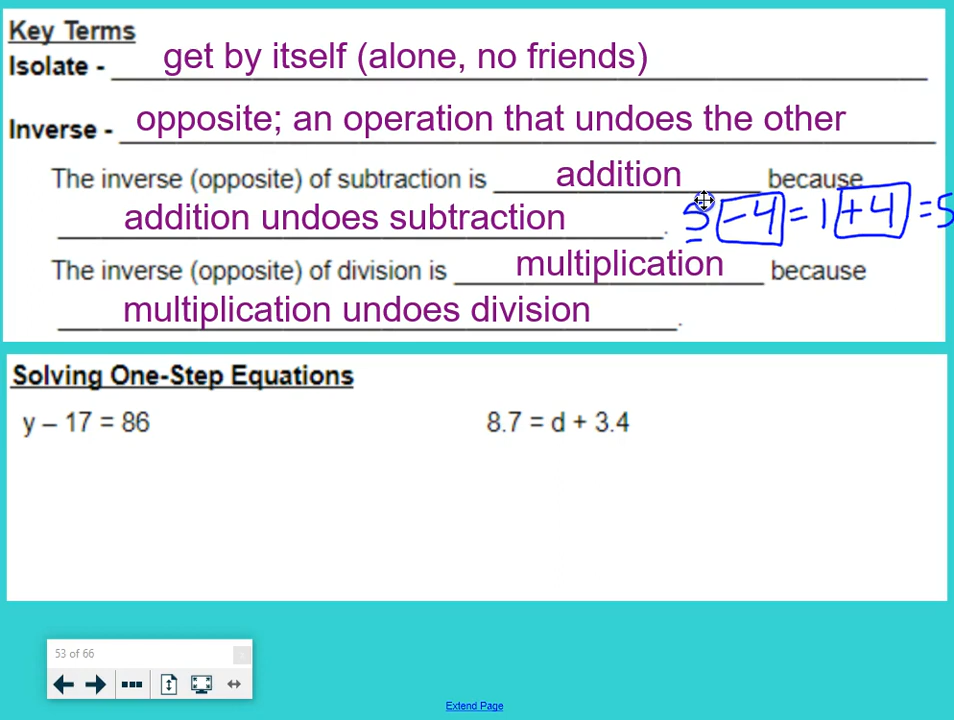 Key Terms
Isolate - get by itself (alone, no friends)
Inverse - opposite; an operation that undoes the other
The inverse (opposite) of subtraction is addition because
addition undoes subtraction.
5 -4 = 1 +4 = 5
The inverse (opposite) of division is multiplication because
multiplication undoes division.
Solving One-Step Equations
y – 17 = 86
8.7 = d + 3.4
53 of 66
Extend Page